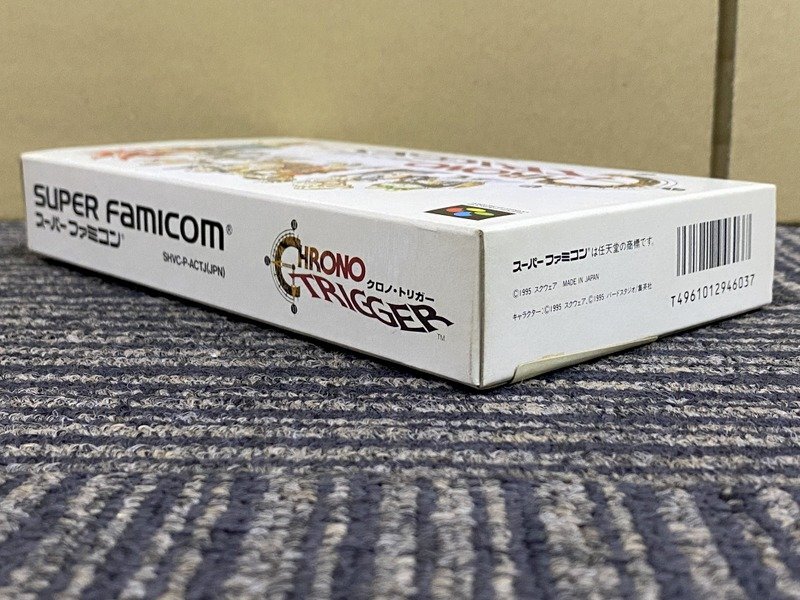 SUPER FAMICOM®
スーパーファミコン®
SHVC-P-ACTJ(JPN)
CHRONO
クロノ・トリガー
TRIGGER™
スーパーファミコン®は任天堂の商標です。
©1995 スクウェア MADE IN JAPAN
キャラクター:©1995 スクウェア、©1995 バードスタジオ/集英社
T4961012946037